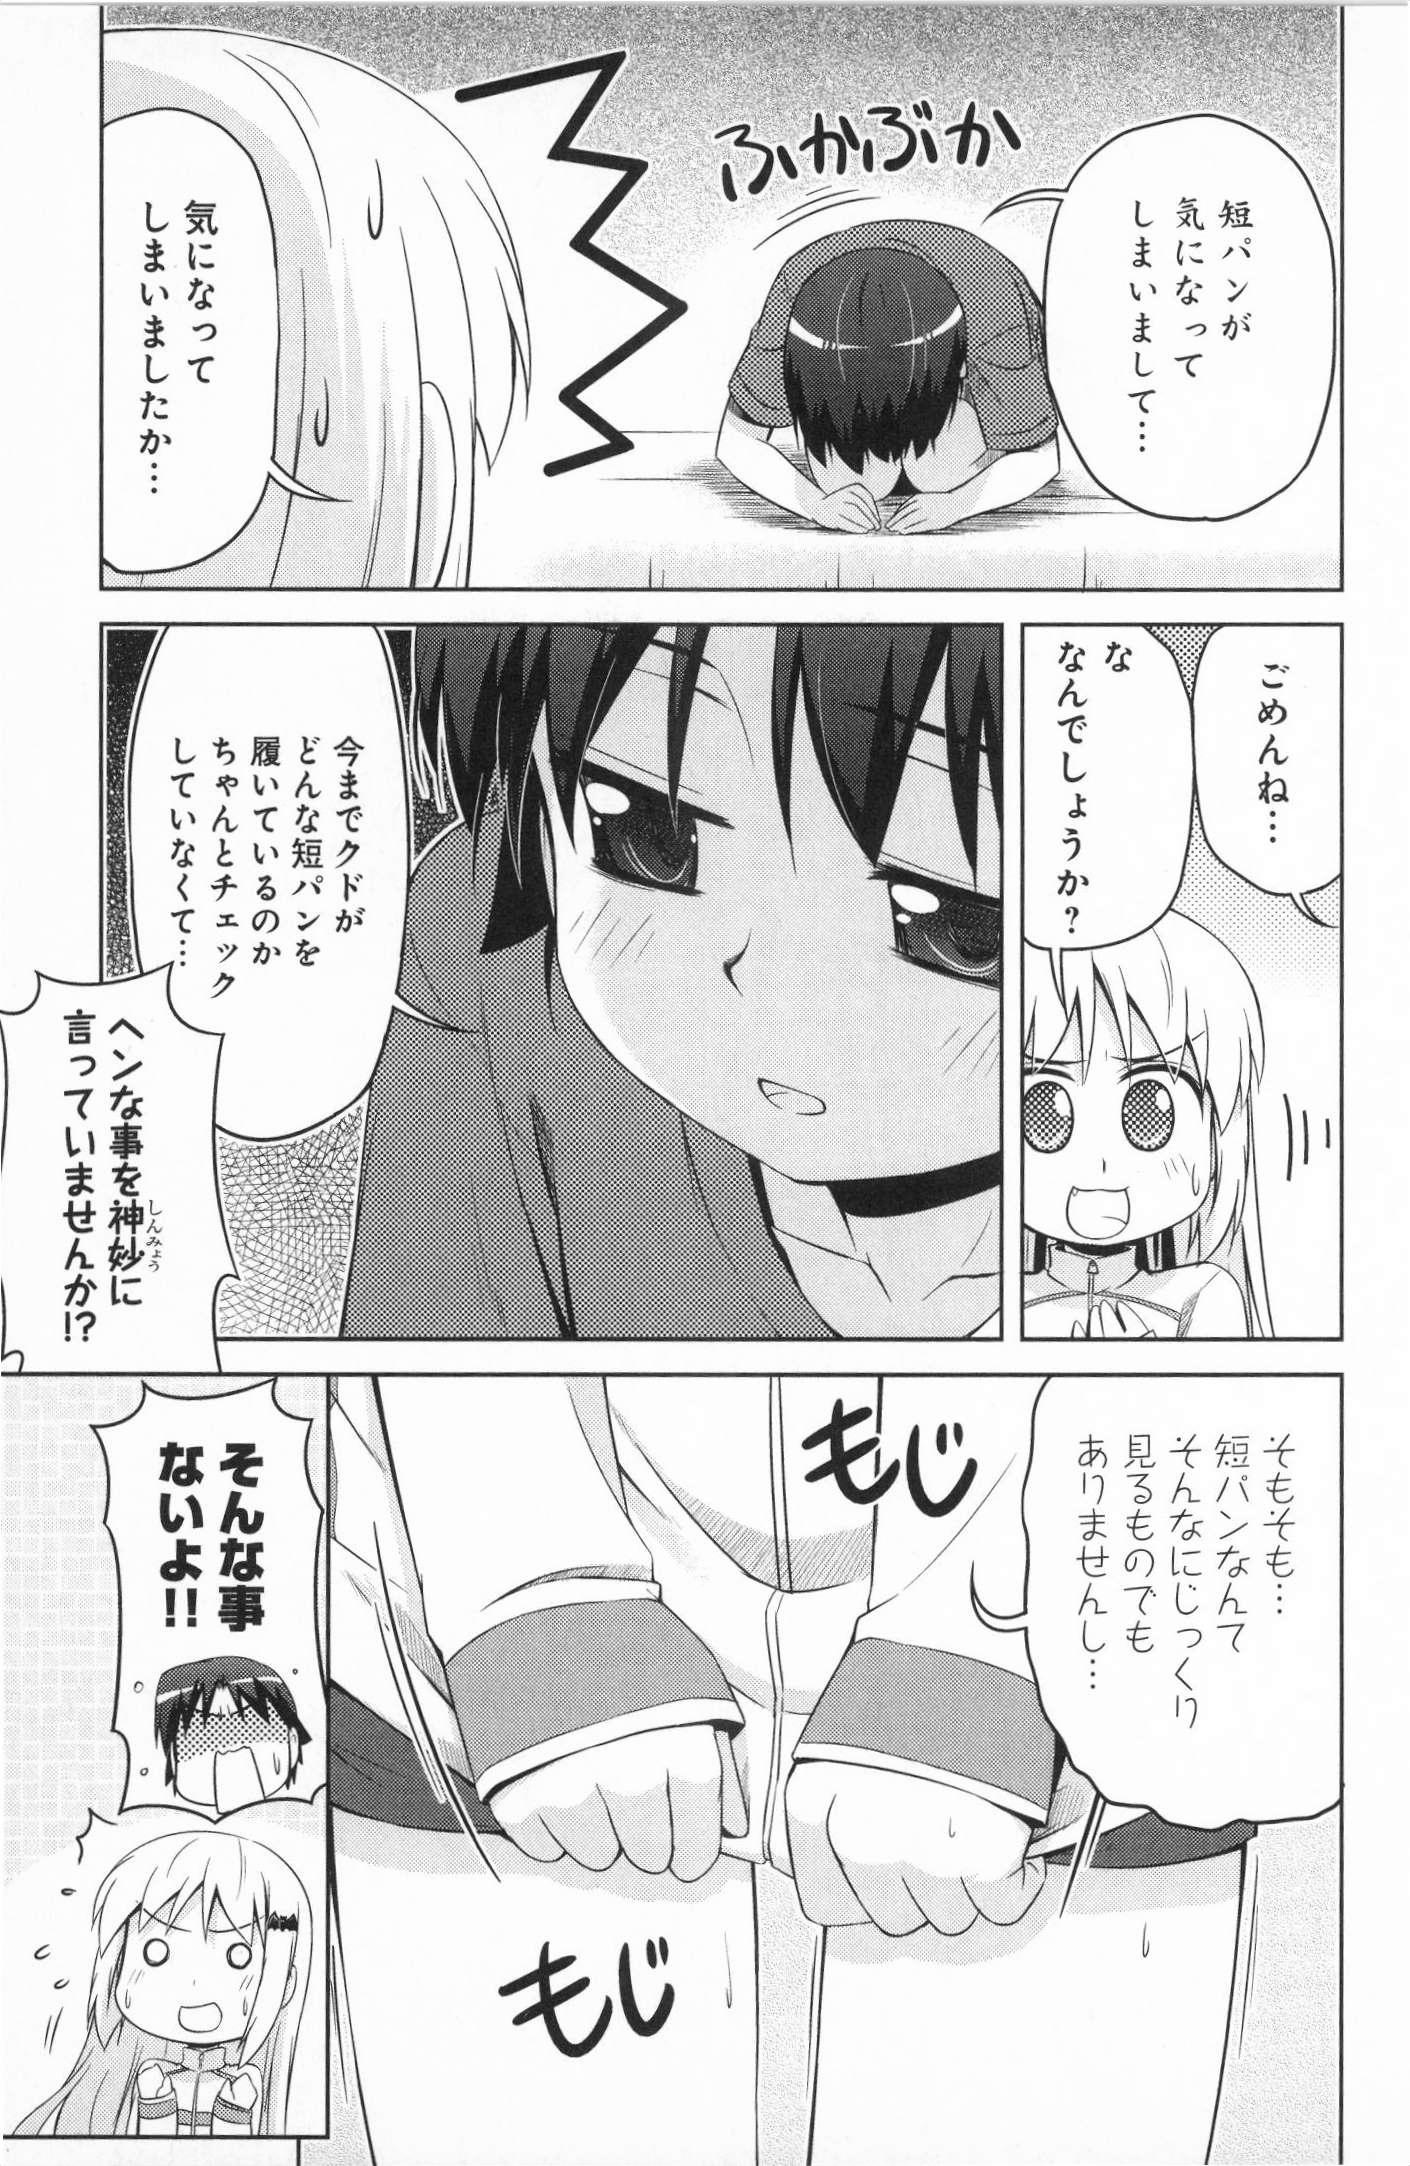 短パンが
気になって
しまいまして…
ふかぶか
気になって
しまいましたか…
ごめんね…
な
なんでしょうか?
今までクドが
どんな短パンを
履いているのか
ちゃんとチェック
していなくて…
ヘンな事を神妙に
しんみょう
言っていませんか!?
そもそも…
短パンなんて
そんなにじっくり
見るものでも
ありませんし…
もじ
もじ
そんな事
ないよ!!